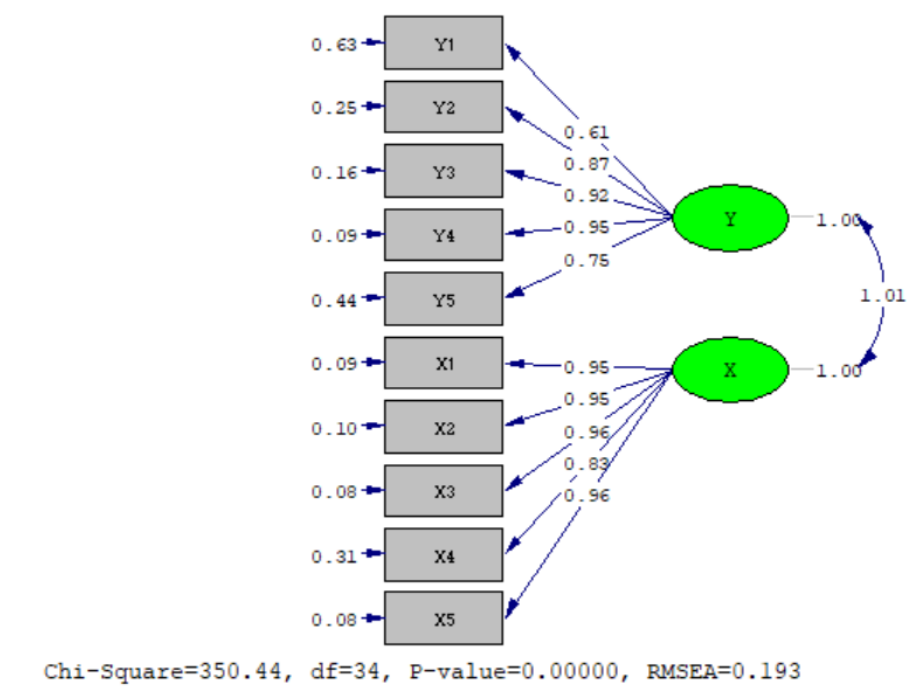 0.63 Y1
0.25 Y2
0.61
0.87
0.16 Y3
0.92
Y 1.00
0.09 Y4
0.95
0.75
0.44 Y5
1.01
0.09 X1
0.95
X 1.00
0.95
0.10 X2
0.96
0.83
0.08 X3
0.96
0.31 X4
0.08 X5
Chi-Square=350.44, df=34, P-value=0.00000, RMSEA=0.193